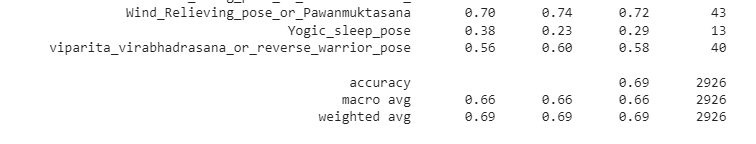 Wind_Relieving_pose_or_Pawanmuktasana 0.70 0.74 0.72 43
Yogic_sleep_pose 0.38 0.23 0.29 13
viparita_virabhadrasana_or_reverse_warrior_pose 0.56 0.60 0.58 40
accuracy 0.69 2926
macro avg 0.66 0.66 0.66 2926
weighted avg 0.69 0.69 0.69 2926